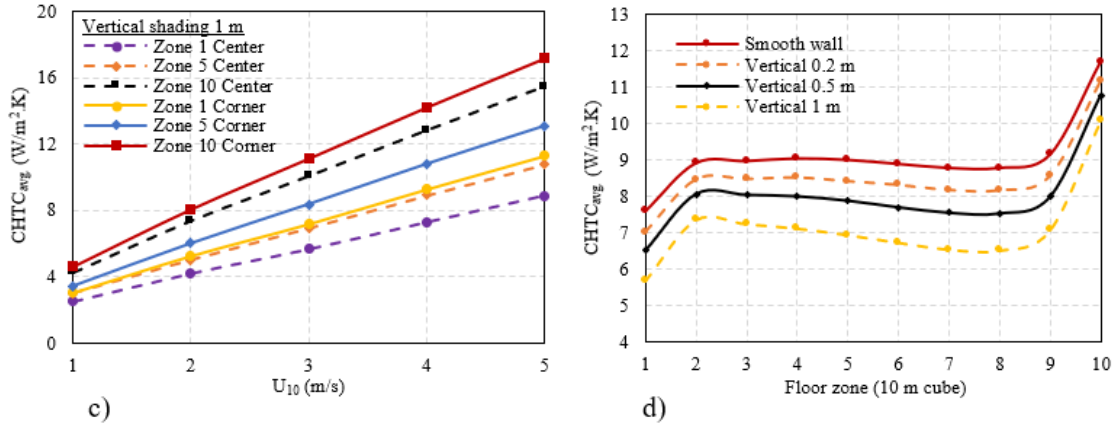 20
16
12
8
4
0
CHTCavg (W/m².K)
Vertical shading 1 m
Zone 1 Center
Zone 5 Center
Zone 10 Center
Zone 1 Corner
Zone 5 Corner
Zone 10 Corner
1 2 3 4 5
U10 (m/s)
c)
13
12
11
10
9
8
7
6
5
4
CHTCavg (W/m².K)
Smooth wall
Vertical 0.2 m
Vertical 0.5 m
Vertical 1 m
1 2 3 4 5 6 7 8 9 10
Floor zone (10 m cube)
d)